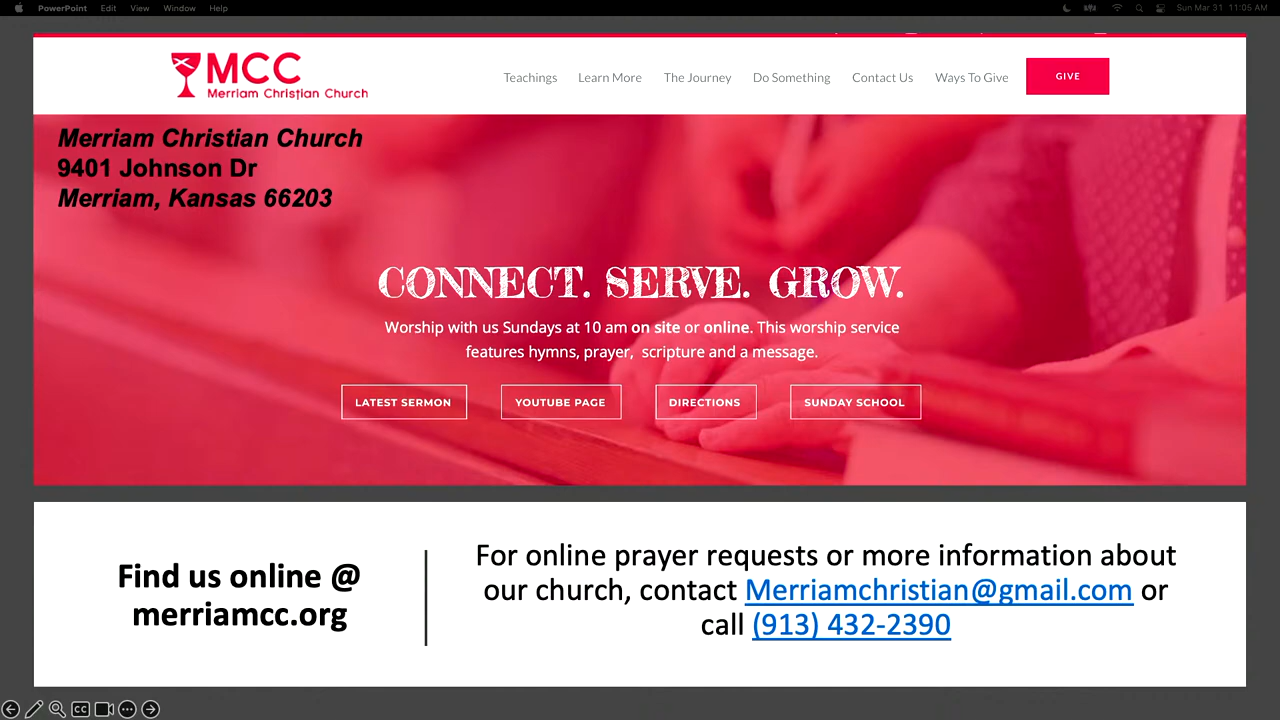 PowerPoint Edit View Window Help Sun Mar 31 11:05 AM
MCC
Merriam Christian Church
Teachings Learn More The Journey Do Something Contact Us Ways To Give GIVE
Merriam Christian Church
9401 Johnson Dr
Merriam, Kansas 66203
CONNECT. SERVE. GROW.
Worship with us Sundays at 10 am on site or online. This worship service
features hymns, prayer, scripture and a message.
LATEST SERMON YOUTUBE PAGE DIRECTIONS SUNDAY SCHOOL
Find us online @
merriamcc.org
For online prayer requests or more information about
our church, contact Merriamchristian@gmail.com or
call (913) 432-2390
CC